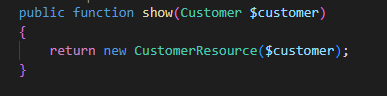 public function show(Customer $customer)
{
    return new CustomerResource($customer);
}